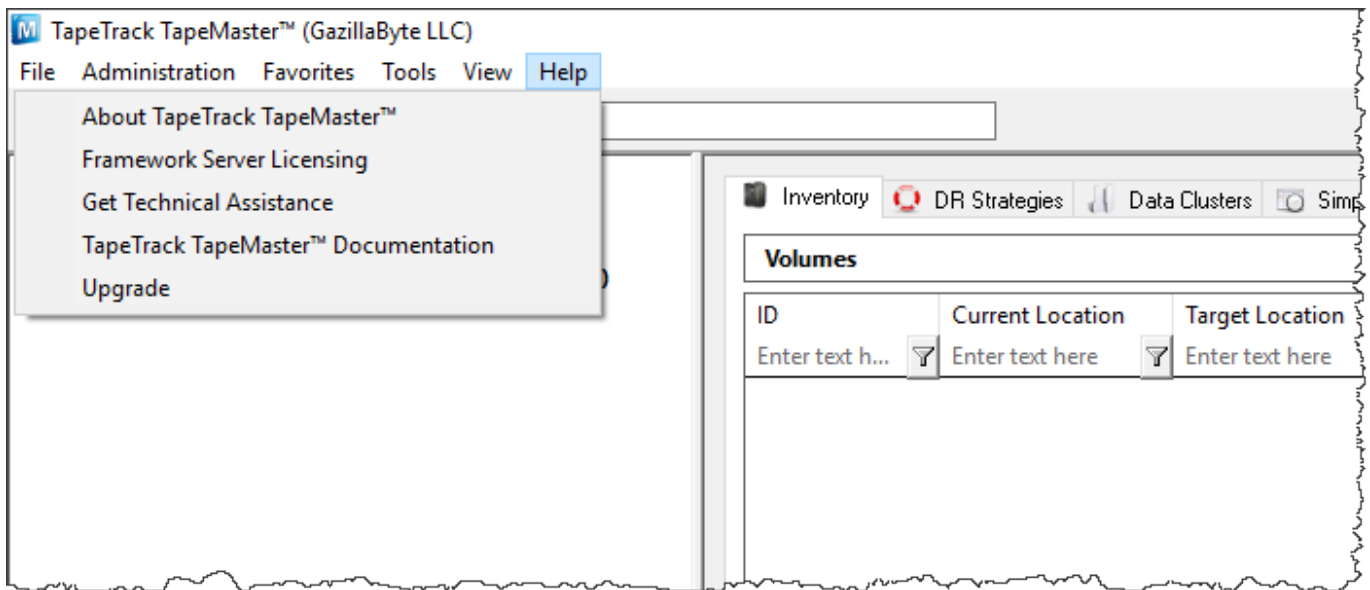 M TapeTrack TapeMaster™ (GazillaByte LLC)
File Administration Favorites Tools View Help
About TapeTrack TapeMaster™
Framework Server Licensing
Get Technical Assistance
TapeTrack TapeMaster™ Documentation
Upgrade
Inventory DR Strategies Data Clusters
Volumes
ID Current Location Target Location
Enter text h... Enter text here Enter text here